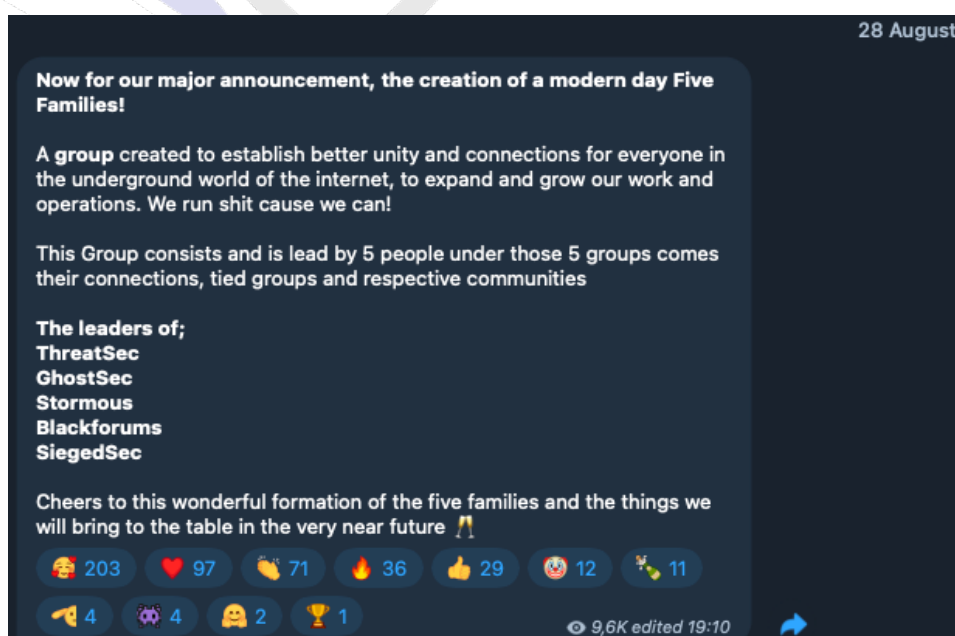 28 August
Now for our major announcement, the creation of a modern day Five
Families!
A group created to establish better unity and connections for everyone in
the underground world of the internet, to expand and grow our work and
operations. We run shit cause we can!
This Group consists and is lead by 5 people under those 5 groups comes
their connections, tied groups and respective communities
The leaders of;
ThreatSec
GhostSec
Stormous
Blackforums
SiegedSec
Cheers to this wonderful formation of the five families and the things we
will bring to the table in the very near future 🥂
🥰 203 ❤️ 97 👏 71 🔥 36 👍 29 🤡 12 🍾 11
🫡 4 👾 4 🤗 2 🏆 1
9,6K edited 19:10